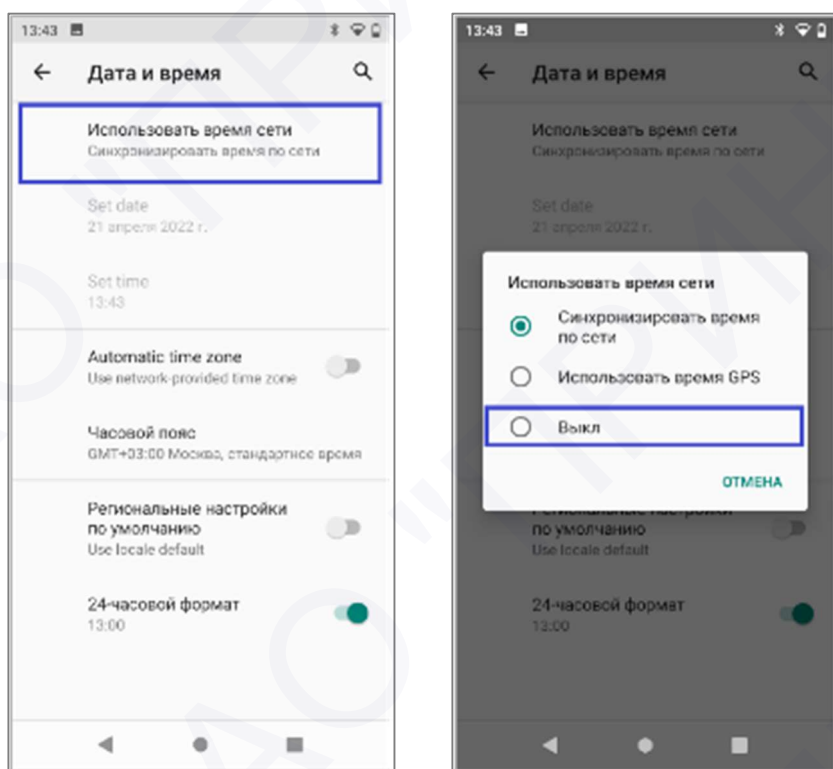 13:43
Дата и время
Использовать время сети
Синхронизировать время по сети
Set date
21 апреля 2022 г.
Set time
13:43
Automatic time zone
Use network-provided time zone
Часовой пояс
GMT+03:00 Москва, стандартное время
Региональные настройки
по умолчанию
Use locale default
24-часовой формат
13:00
13:43
Дата и время
Использовать время сети
Синхронизировать время по сети
Set date
21 апреля 2022 г.
Использовать время сети
Синхронизировать время
по сети
Использовать время GPS
Выкл
ОТМЕНА
Региональные настройки
по умолчанию
Use locale default
24-часовой формат
13:00